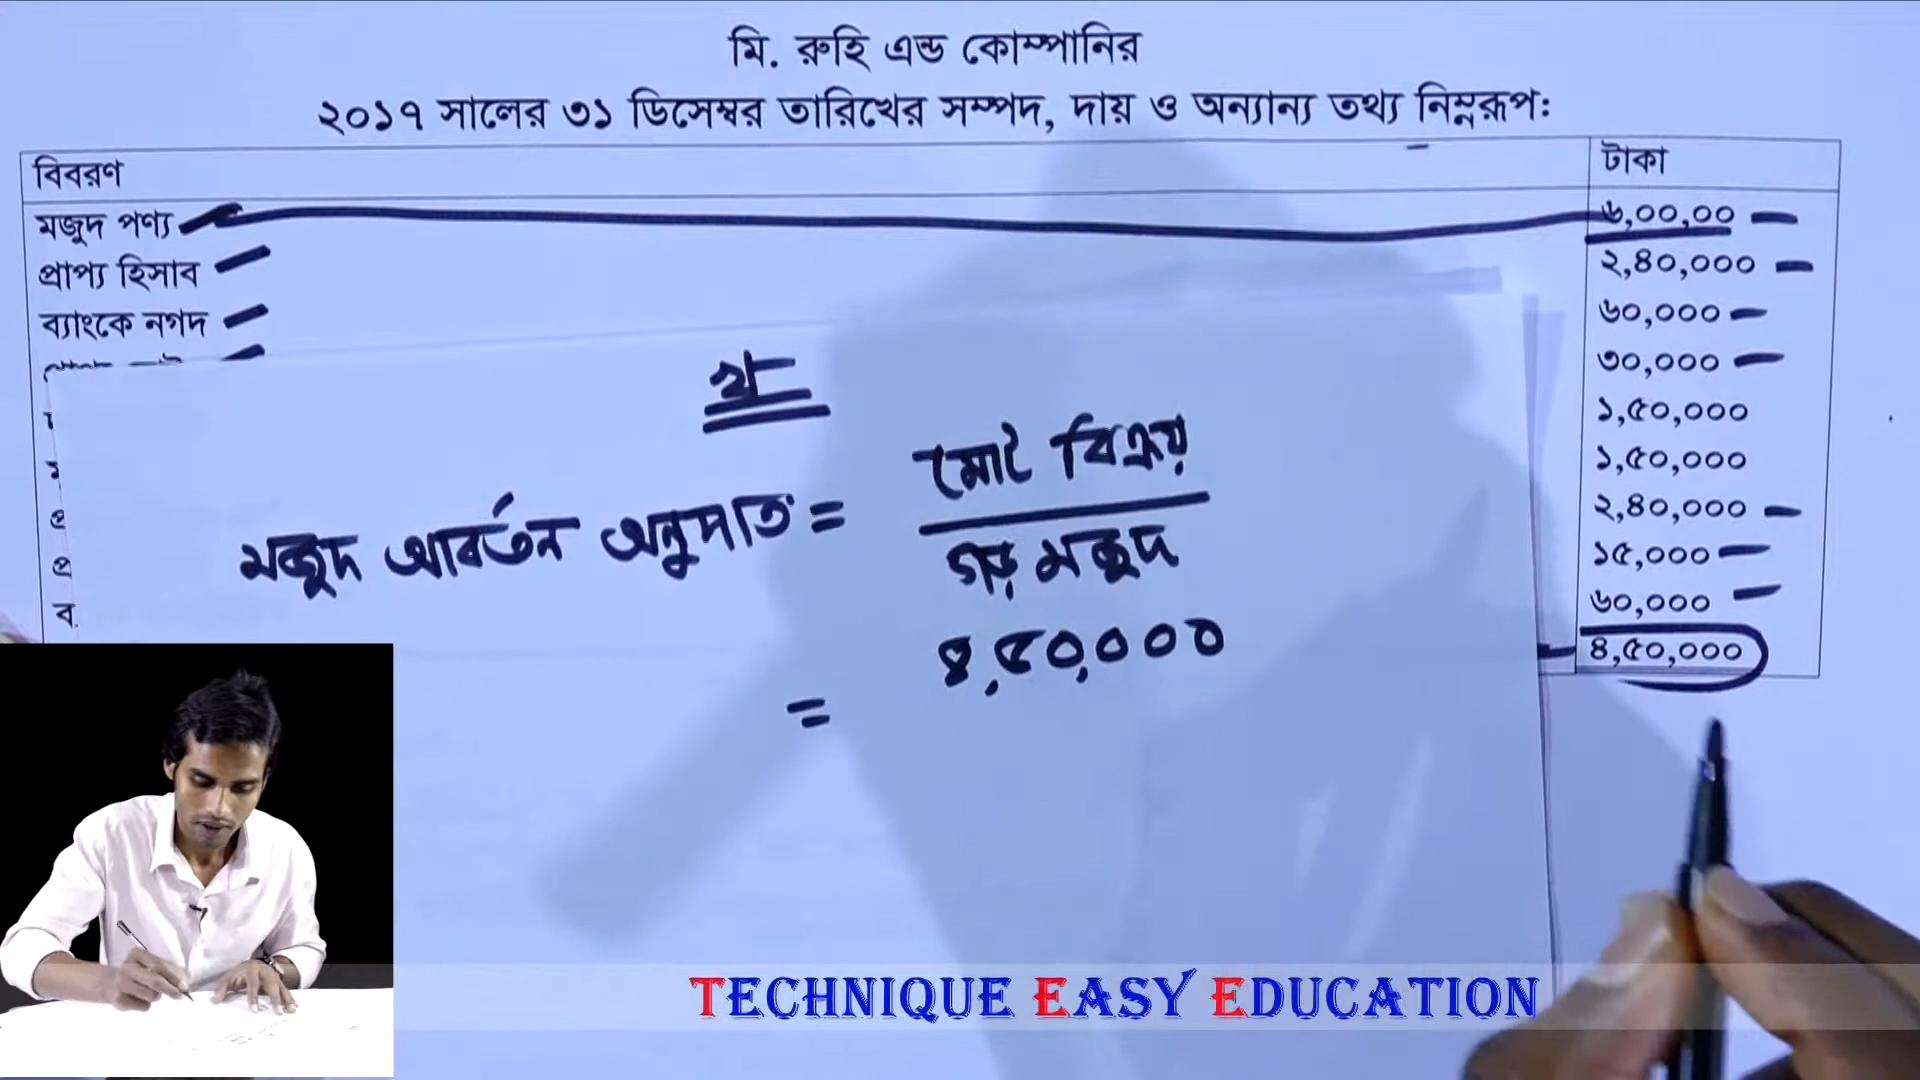 মি. রুহি এন্ড কোম্পানির
২০১৭ সালের ৩১ ডিসেম্বর তারিখের সম্পদ, দায় ও অন্যান্য তথ্য নিম্নরূপঃ
বিবরণ টাকা
মজুদ পণ্য ৬,০০,০০
প্রাপ্য হিসাব ২,৪০,০০০
ব্যাংকে নগদ ৬০,০০০
৩০,০০০
১,৫০,০০০
১,৫০,০০০
২,৪০,০০০
১৫,০০০
৬০,০০০
৪,৫০,০০০
খ
মজুদ আবর্তন অনুপাত = মোট বিক্রয়
গড় মজুদ
= ৪,৫০,০০০
TECHNIQUE EASY EDUCATION